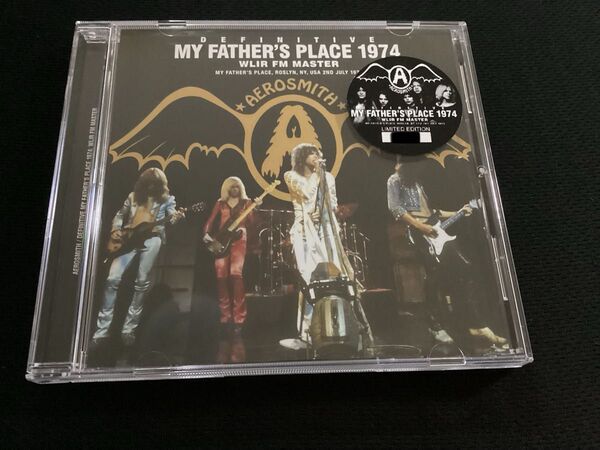 DEFINITIVE
MY FATHER'S PLACE 1974
WLIR FM MASTER
MY FATHER'S PLACE, ROSLYN, NY, USA 2ND JULY
AEROSMITH
A
A
DEFINITIVE
MY FATHER'S PLACE 1974
WLIR FM MASTER
LIMITED EDITION
AEROSMITH / DEFINITIVE MY FATHER'S PLACE 1974: WLIR FM MASTER